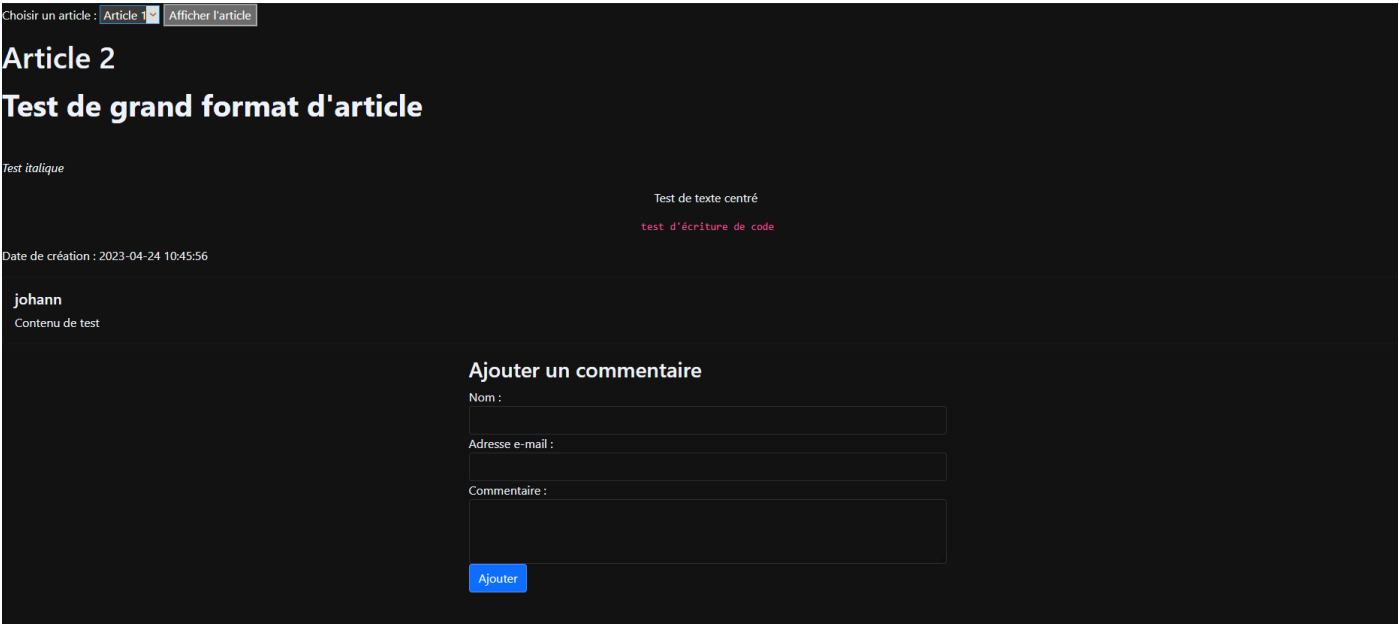 Choisir un article : Article 1 Afficher l'article
Article 2
Test de grand format d'article
Test italique
Test de texte centré
test d'écriture de code
Date de création : 2023-04-24 10:45:56
johann
Contenu de test
Ajouter un commentaire
Nom :
Adresse e-mail :
Commentaire :
Ajouter